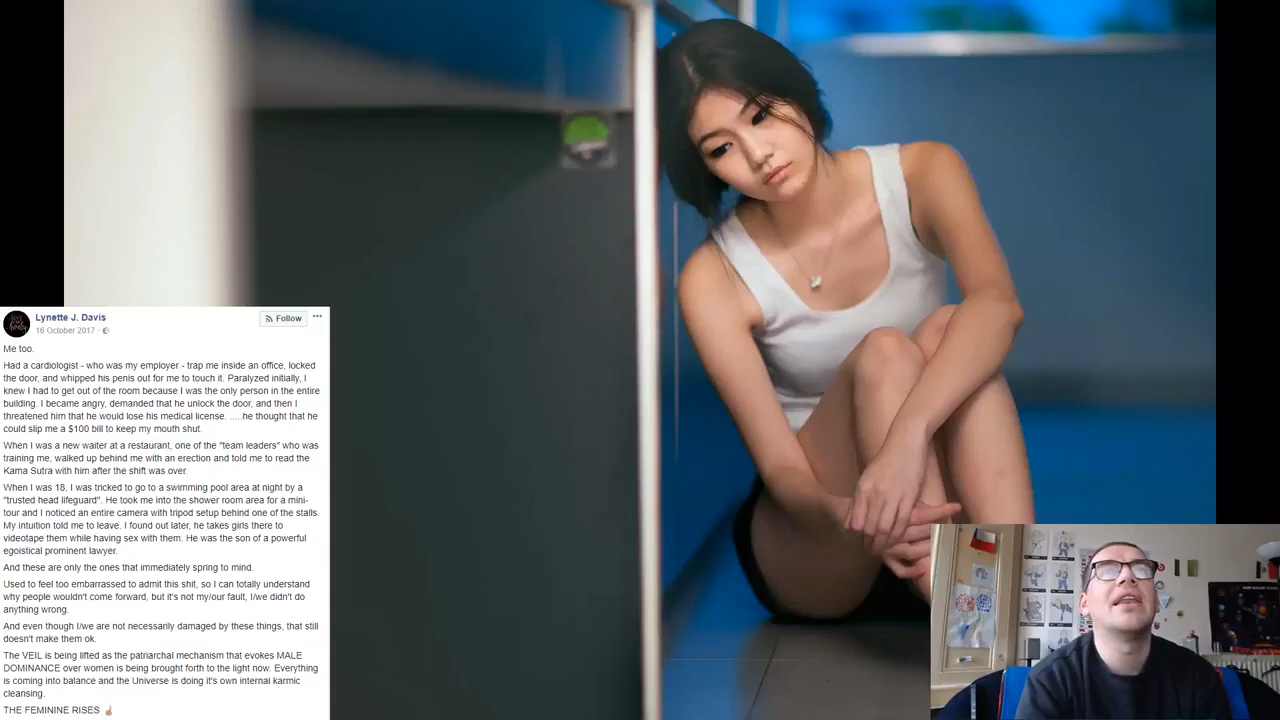 Lynette J. Davis
Follow
16 October 2017
Me too.
Had a cardiologist - who was my employer - trap me inside an office, locked
the door, and whipped his penis out for me to touch it. Paralyzed initially, I
knew I had to get out of the room because I was the only person in the entire
building. I became angry, demanded that he unlock the door, and then I
threatened him that he would lose his medical license. .....he thought that he
could slip me a $100 bill to keep my mouth shut.
When I was a new waiter at a restaurant, one of the "team leaders" who was
training me, walked up behind me with an erection and told me to read the
Kama Sutra with him after the shift was over.
When I was 18, I was tricked to go to a swimming pool area at night by a
"trusted head lifeguard". He took me into the shower room area for a mini-
tour and I noticed an entire camera with tripod setup behind one of the stalls.
My intuition told me to leave. I found out later, he takes girls there to
videotape them while having sex with them. He was the son of a powerful
egoistical prominent lawyer.
And these are only the ones that immediately spring to mind.
Used to feel too embarrassed to admit this shit, so I can totally understand
why people wouldn't come forward, but it's not my/our fault, I/we didn't do
anything wrong.
And even though I/we are not necessarily damaged by these things, that still
doesn't make them ok.
The VEIL is being lifted as the patriarchal mechanism that evokes MALE
DOMINANCE over women is being brought forth to the light now. Everything
is coming into balance and the Universe is doing it's own internal karmic
cleansing.
THE FEMININE RISES